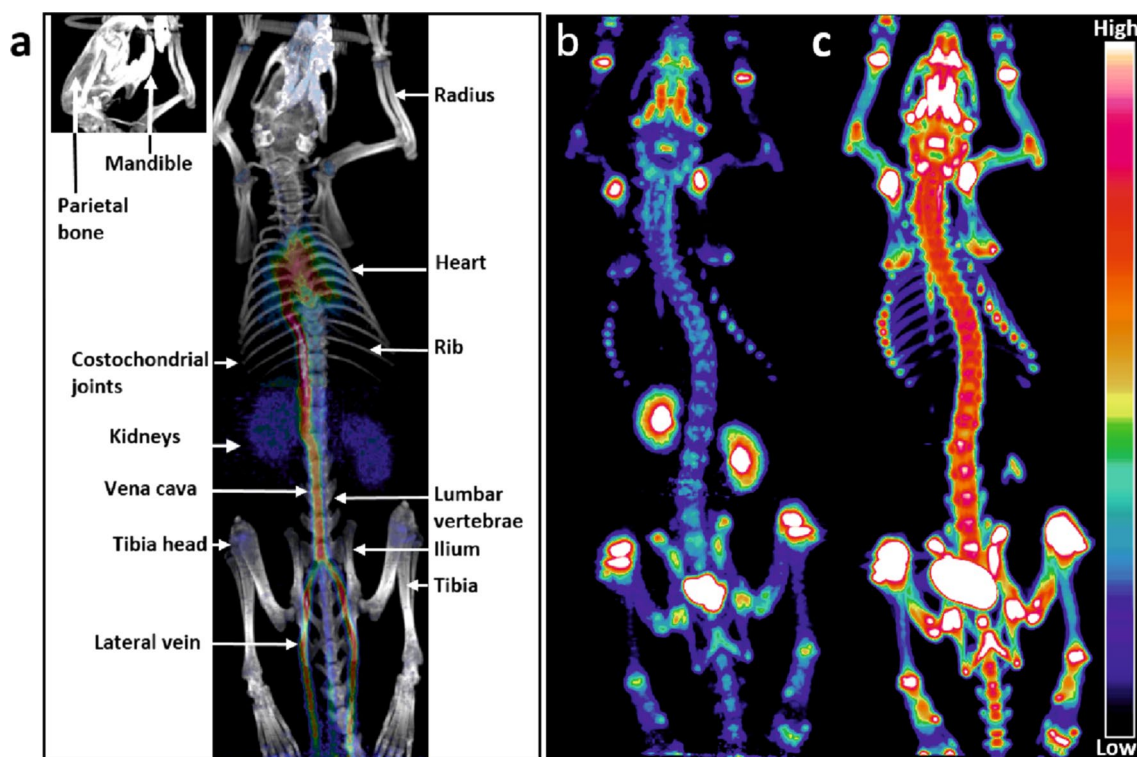 a
b
c
High
Radius
Mandible
Parietal
bone
Heart
Rib
Costochondrial
joints
Kidneys
Vena cava
Lumbar
vertebrae
Tibia head
Ilium
Tibia
Lateral vein
Low